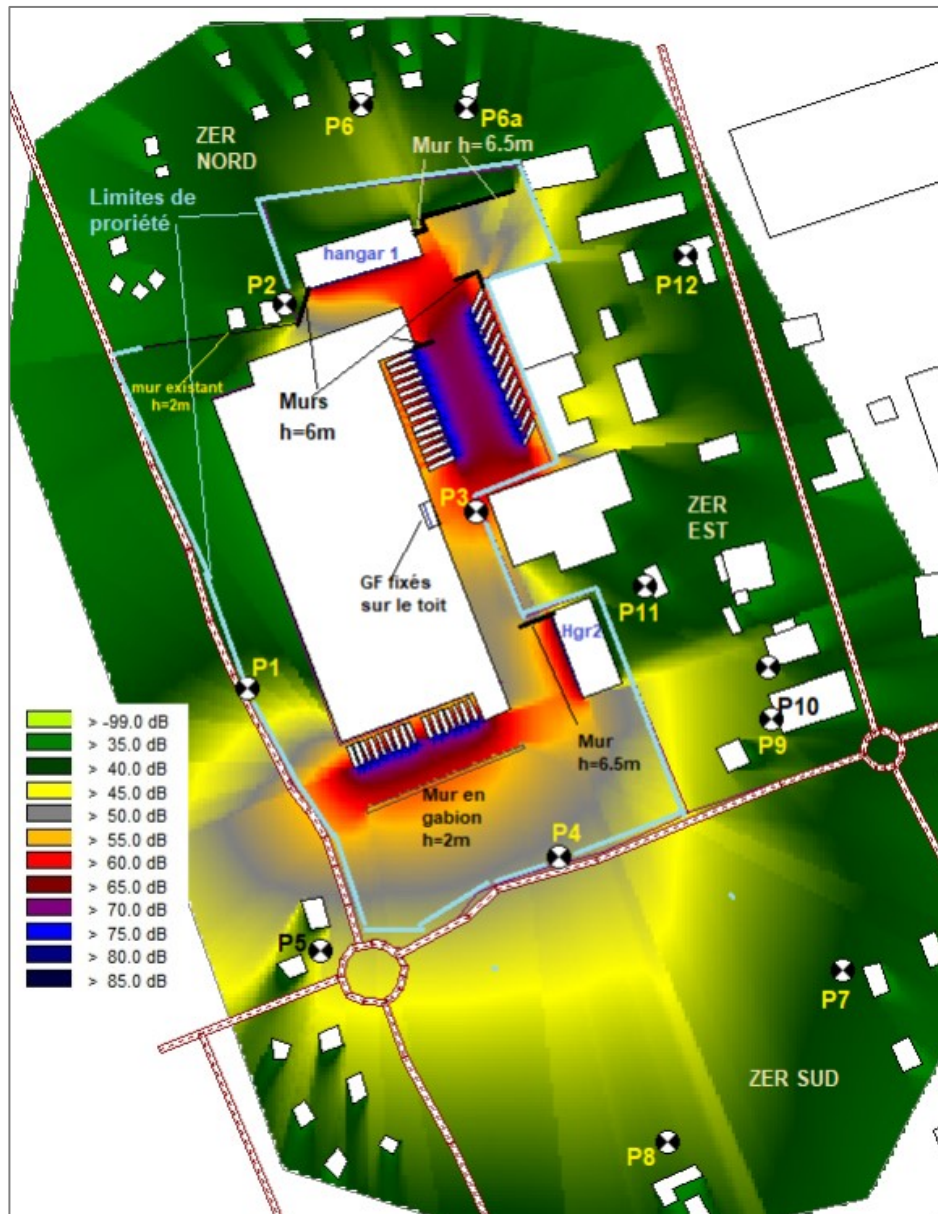 P6
P6a
ZER
NORD
Mur h=6.5m
Limites de
proriété
hangar 1
P2
P12
mur existant
h=2m
Murs
h=6m
P3
ZER
EST
GF fixés
sur le toit
P11
Hgr2
P1
P10
P9
Mur
h=6.5m
Mur en
gabion
h=2m
P4
P5
P7
ZER SUD
P8
> -99.0 dB
> 35.0 dB
> 40.0 dB
> 45.0 dB
> 50.0 dB
> 55.0 dB
> 60.0 dB
> 65.0 dB
> 70.0 dB
> 75.0 dB
> 80.0 dB
> 85.0 dB